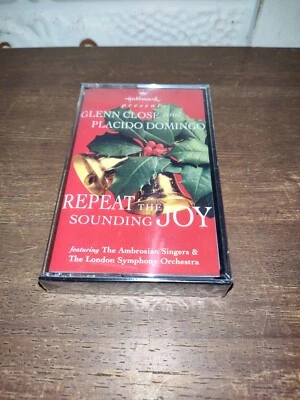 Hallmark
presents
GLENN CLOSE and
PLACIDO DOMINGO
REPEAT THE
SOUNDING JOY
featuring The Ambrosian Singers &
The London Symphony Orchestra